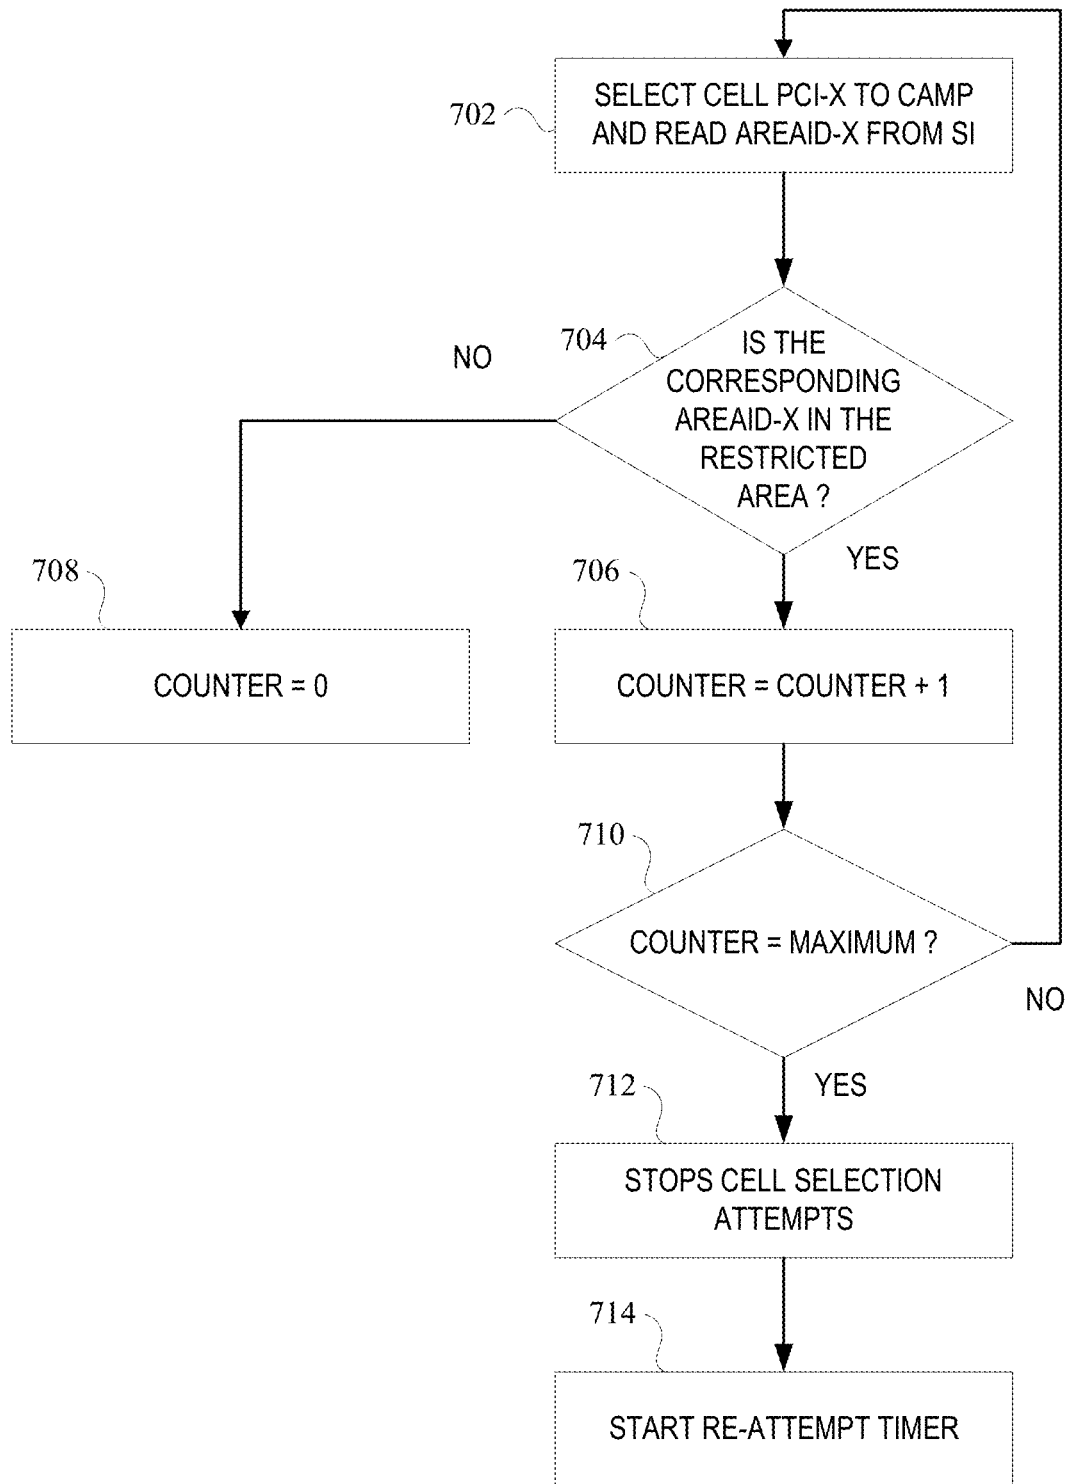 702
SELECT CELL PCI-X TO CAMP
AND READ AREAID-X FROM SI
704
IS THE
CORRESPONDING
AREAID-X IN THE
RESTRICTED
AREA ?
NO
YES
708
COUNTER = 0
706
COUNTER = COUNTER + 1
710
COUNTER = MAXIMUM ?
NO
YES
712
STOPS CELL SELECTION
ATTEMPTS
714
START RE-ATTEMPT TIMER